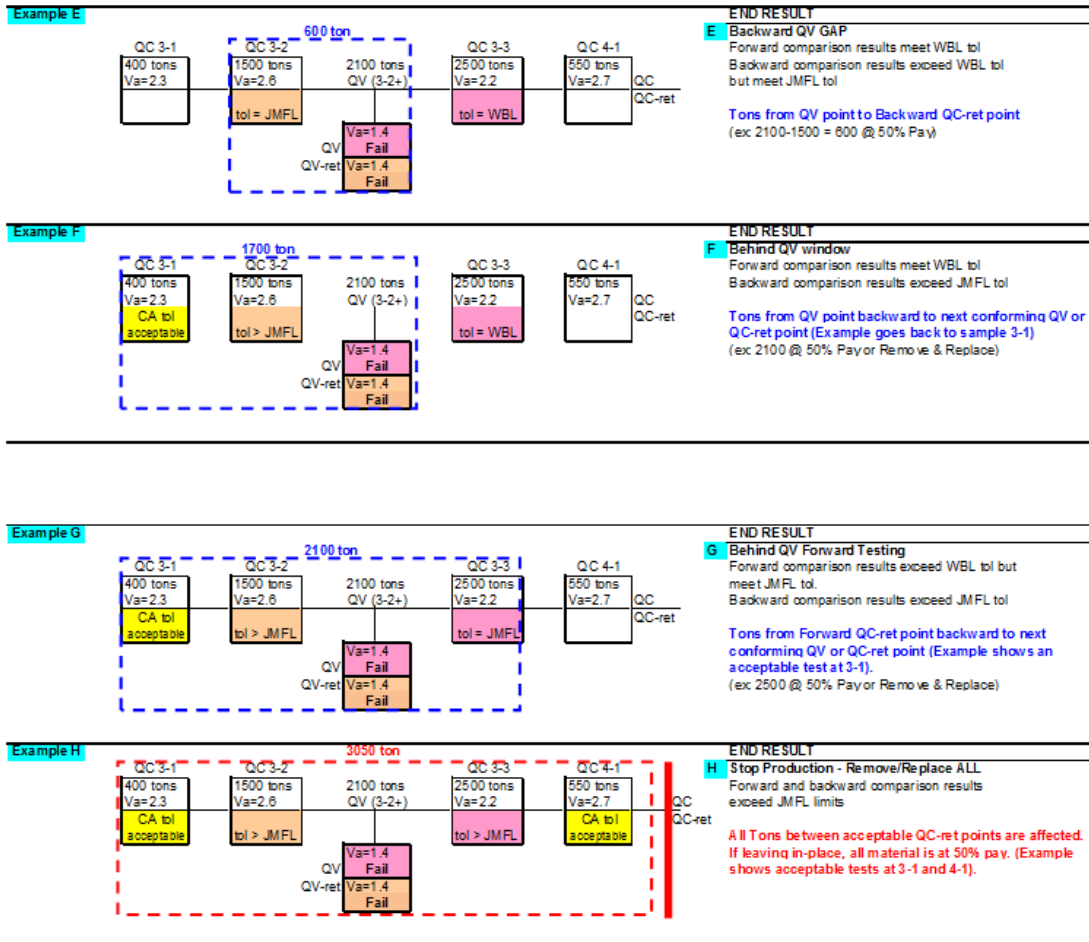 Example E
END RESULT
600 ton
E Backward QV GAP
QC 3-1 QC 3-2 QC 3-3 QC 4-1
Forward comparison results meet WBL tol
400 tons 1500 tons 2100 tons 2500 tons 550 tons
Backward comparison results exceed WBL tol
Va=2.3 Va=2.6 QV (3-2+) Va=2.2 Va=2.7 QC
but meet JMFL tol
QC-ret
tol = JMFL tol = WBL
Tons from QV point to Backward QC-ret point
(ex: 2100-1500 = 600 @ 50% Pay)
Va=1.4
QV Fail
QV-ret Va=1.4
Fail
Example F
END RESULT
1700 ton
F Behind QV window
QC 3-1 QC 3-2 QC 3-3 QC 4-1
Forward comparison results meet WBL tol
400 tons 1500 tons 2100 tons 2500 tons 550 tons
Backward comparison results exceed JMFL tol
Va=2.3 Va=2.6 QV (3-2+) Va=2.2 Va=2.7 QC
CA tol QC-ret
acceptable tol > JMFL tol = WBL
Tons from QV point backward to next conforming QV or
QC-ret point (Example goes back to sample 3-1)
(ex: 2100 @ 50% Pay or Remove & Replace)
Va=1.4
QV Fail
QV-ret Va=1.4
Fail
Example G
END RESULT
2100 ton
G Behind QV Forward Testing
QC 3-1 QC 3-2 QC 3-3 QC 4-1
Forward comparison results exceed WBL tol but
400 tons 1500 tons 2100 tons 2500 tons 550 tons
meet JMFL tol.
Va=2.3 Va=2.6 QV (3-2+) Va=2.2 Va=2.7 QC
Backward comparison results exceed JMFL tol
CA tol QC-ret
acceptable tol > JMFL tol = JMFL
Tons from Forward QC-ret point backward to next
conforming QV or QC-ret point (Example shows an
acceptable test at 3-1).
(ex: 2500 @ 50% Pay or Remove & Replace)
Va=1.4
QV Fail
QV-ret Va=1.4
Fail
Example H
END RESULT
3050 ton
H Stop Production - Remove/Replace ALL
QC 3-1 QC 3-2 QC 3-3 QC 4-1
Forward and backward comparison results
400 tons 1500 tons 2100 tons 2500 tons 550 tons
exceed JMFL limits
Va=2.3 Va=2.6 QV (3-2+) Va=2.2 Va=2.7 QC
CA tol CA tol QC-ret
acceptable tol > JMFL tol > JMFL acceptable
All Tons between acceptable QC-ret points are affected.
If leaving in-place, all material is at 50% pay. (Example
shows acceptable tests at 3-1 and 4-1).
Va=1.4
QV Fail
QV-ret Va=1.4
Fail